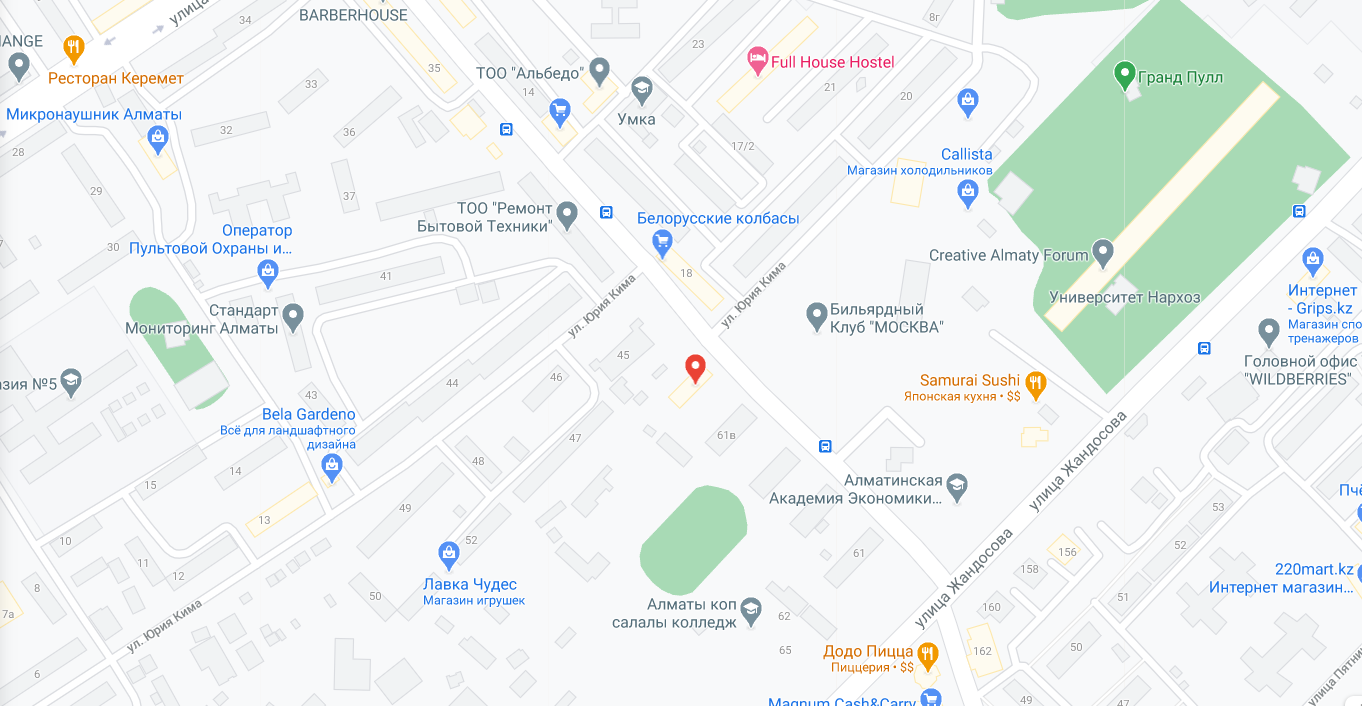 улица
34
BARBERHOUSE
8г
ANGE
Ресторан Керемет
35
ТОО "Альбедо"
14
23
Full House Hostel
Гранд Пулл
33
21
20
Микронаушник Алматы
Умка
32
36
28
17/2
Callista
Магазин холодильников
29
37
ТОО "Ремонт
Бытовой Техники"
Белорусские колбасы
Оператор
Пультовой Охраны и...
30
41
18
Creative Almaty Forum
Университет Нархоз
Интернет
- Grips.kz
Магазин спо
тренажеров
ул. Юрия Кима
ул. Юрия Кима
Стандарт
Мониторинг Алматы
Бильярдный
Клуб "МОСКВА"
45
Головной офис
"WILDBERRIES"
зия №5
44
46
43
Samurai Sushi
Японская кухня • $$
Bela Gardeno
Всё для ландшафтного
дизайна
47
61в
улица Жандосова
14
48
15
Алматинская
Академия Экономики...
Пчё
13
49
53
10
52
52
11
12
61
156
158
Лавка Чудес
Магазин игрушек
220mart.kz
Интернет магазин...
8
7а
50
51
ул. Юрия Кима
Алматы коп
салалы колледж
62
160
улица Жандосова
65
Додо Пицца
Пиццерия • $$
162
50
6
49
47
Magnum Cash&Carry
улица Пятни